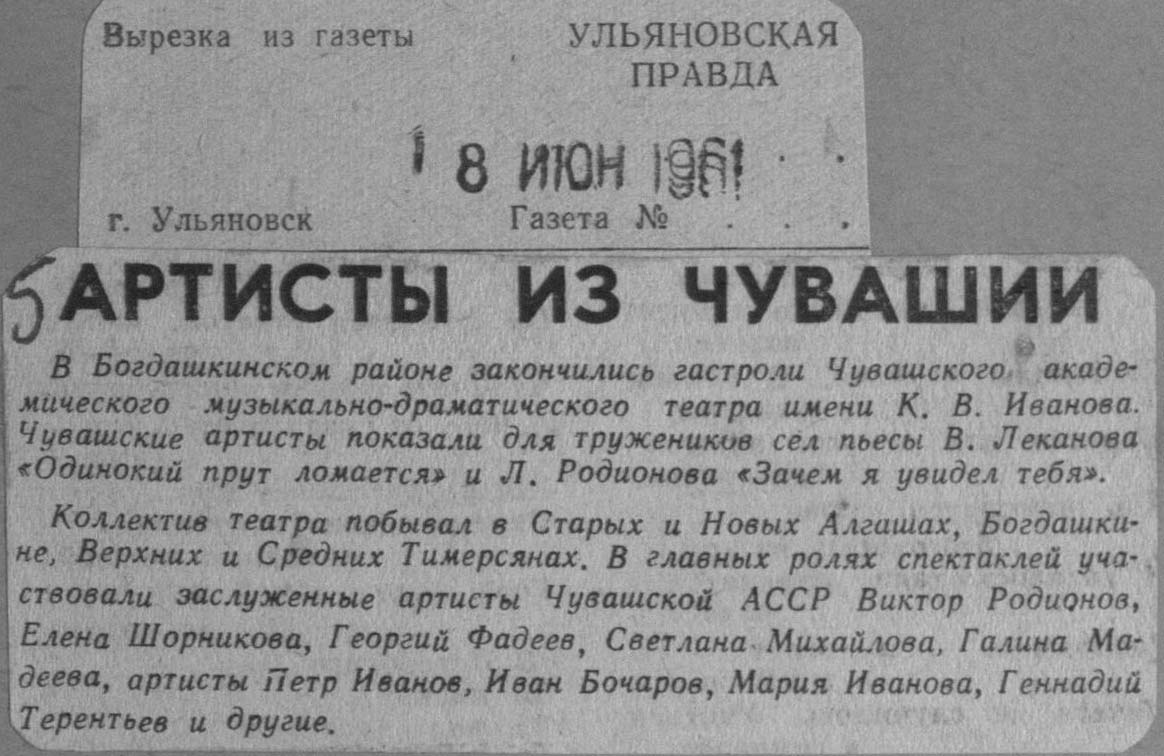 Вырезка из газеты УЛЬЯНОВСКАЯ
ПРАВДА
8 ИЮН 1961
г. Ульяновск Газета № . . .
5 АРТИСТЫ ИЗ ЧУВАШИИ
В Богдашкинском районе закончились гастроли Чувашского акаде-
мического музыкально-драматического театра имени К. В. Иванова.
Чувашские артисты показали для тружеников сел пьесы В. Леканова
«Одинокий прут ломается» и Л. Родионова «Зачем я увидел тебя».
Коллектив театра побывал в Старых и Новых Алгашах, Богдашки-
не, Верхних и Средних Тимерсянах. В главных ролях спектаклей уча-
ствовали заслуженные артисты Чувашской АССР Виктор Родионов,
Елена Шорникова, Георгий Фадеев, Светлана Михайлова, Галина Ма-
деева, артисты Петр Иванов, Иван Бочаров, Мария Иванова, Геннадий
Терентьев и другие.